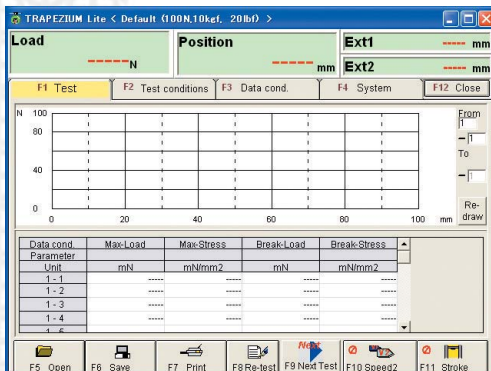 TRAPEZIUM Lite < Default (100N,10kgf, 20lbf) >
Load Position Ext1 ----- mm
-----N ----- mm Ext2 ----- mm
F1 Test F2 Test conditions F3 Data cond. F4 System F12 Close
N 100 From
80 1
– 1
40 To
– 1
0 Re-
0 20 40 60 80 100 mm draw
Data cond. Max-Load Max-Stress Break-Load Break-Stress
Parameter
Unit mN mN/mm2 mN mN/mm2
1 - 1 ----- ----- ----- -----
1 - 2 ----- ----- ----- -----
1 - 3 ----- ----- ----- -----
1 - 4 ----- ----- ----- -----
1 - 5
Next
F5 Open F6 Save F7 Print F8 Re-test F9 Next Test F10 Speed2 F11 Stroke